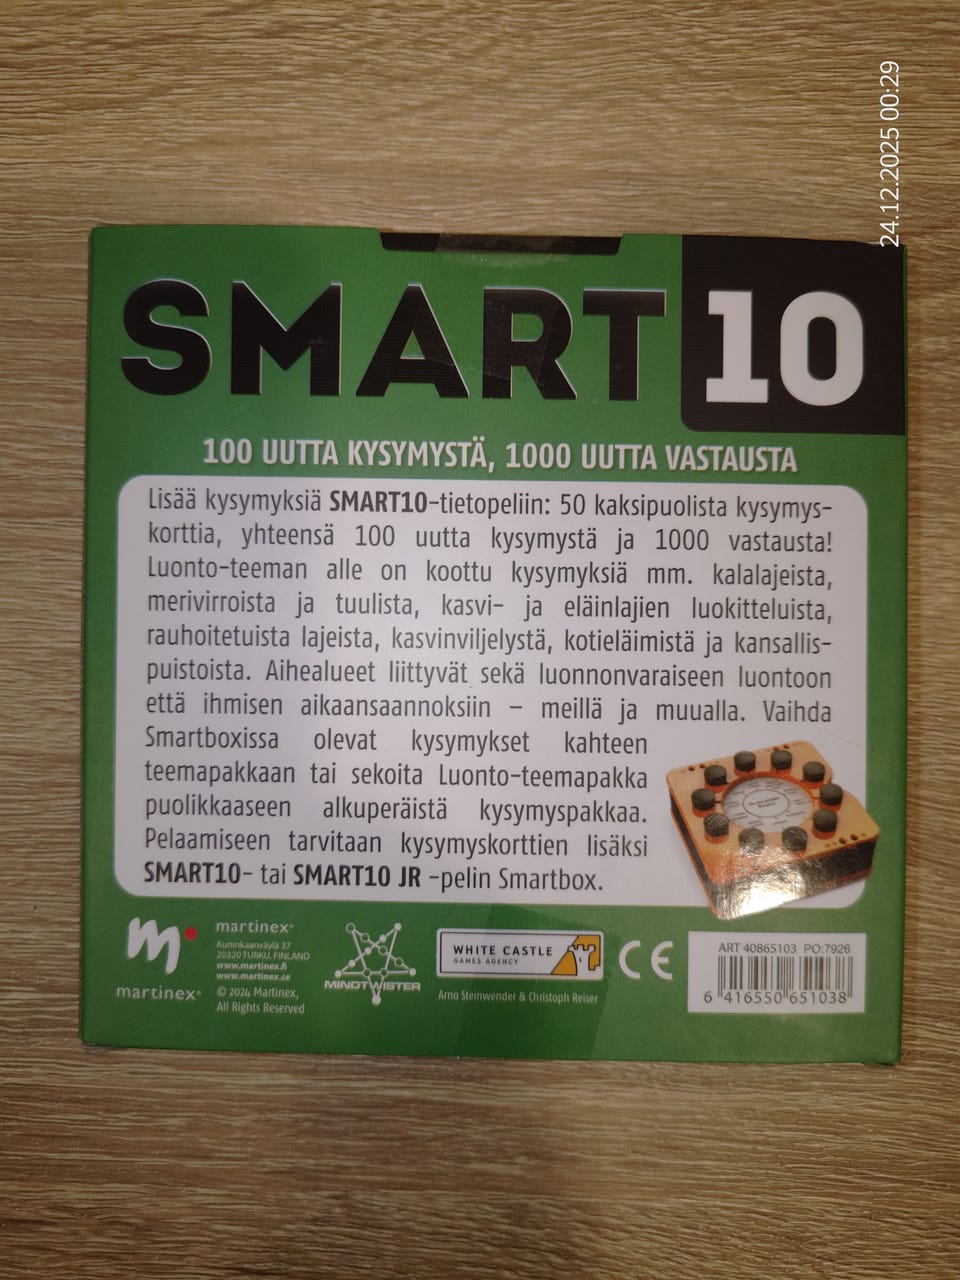 24.12.2025 00:29
SMART 10
100 UUTTA KYSYMYSTÄ, 1000 UUTTA VASTAUSTA
Lisää kysymyksiä SMART10-tietopeliin: 50 kaksipuolista kysymys-
korttia, yhteensä 100 uutta kysymystä ja 1000 vastausta!
Luonto-teeman alle on koottu kysymyksiä mm. kalalajeista,
merivirroista ja tuulista, kasvi- ja eläinlajien luokitteluista,
rauhoitetuista lajeista, kasvinviljelystä, kotieläimistä ja kansallis-
puistoista. Aihealueet liittyvät sekä luonnonvaraiseen luontoon
että ihmisen aikaansaannoksiin – meillä ja muualla. Vaihda
Smartboxissa olevat kysymykset kahteen
teemapakkaan tai sekoita Luonto-teemapakka
puolikkaaseen alkuperäistä kysymyspakkaa.
Pelaamiseen tarvitaan kysymyskorttien lisäksi
SMART10- tai SMART10 JR -pelin Smartbox.
m
martinex®
martinex®
Kuninkaanväylä 37
20320 TURKU, FINLAND
www.martinex.fi
www.martinex.se
© 2024 Martinex,
All Rights Reserved
MINDTWISTER
WHITE CASTLE
GAMES AGENCY
Arno Steinwender & Christoph Reiser
CE
ART 40865103 PO:7926
6 416550 651038